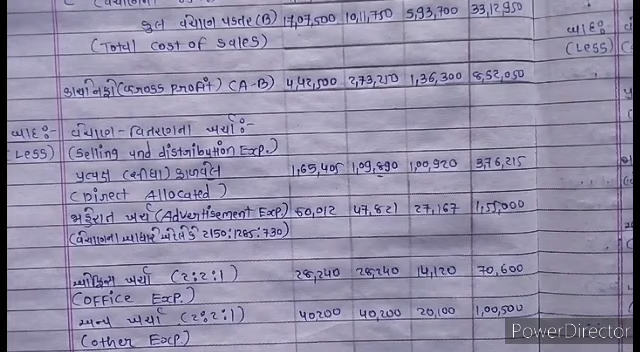 કુલ વેચાણ પડતર (B) 17,07,500 10,11,750 5,93,700 33,12,950
(Total cost of sales)
કાચો નફો (Gross Profit) (A-B) 4,42,500 2,73,250 1,36,300 8,52,050
બાદ:- વેચાણ-વિતરણના ખર્ચા:-
(Less) (Selling and distribution Exp.)
પ્રત્યક્ષ (સીધા) ફાળવેલ 1,65,405 1,09,890 1,00,920 3,76,215
(Direct Allocated)
જાહેરાત ખર્ચ (Advertisement Exp) 80,012 47,821 27,167 1,55,000
(વેચાણના આધારે 2150:1285:730)
ઓફિસ ખર્ચા (2:2:1) 28,240 28,240 14,120 70,600
(Office Exp.)
અન્ય ખર્ચા (2:2:1) 40200 40,200 20,100 1,00,500
(other Exp)
બાદ:-
(Less)
PowerDirector